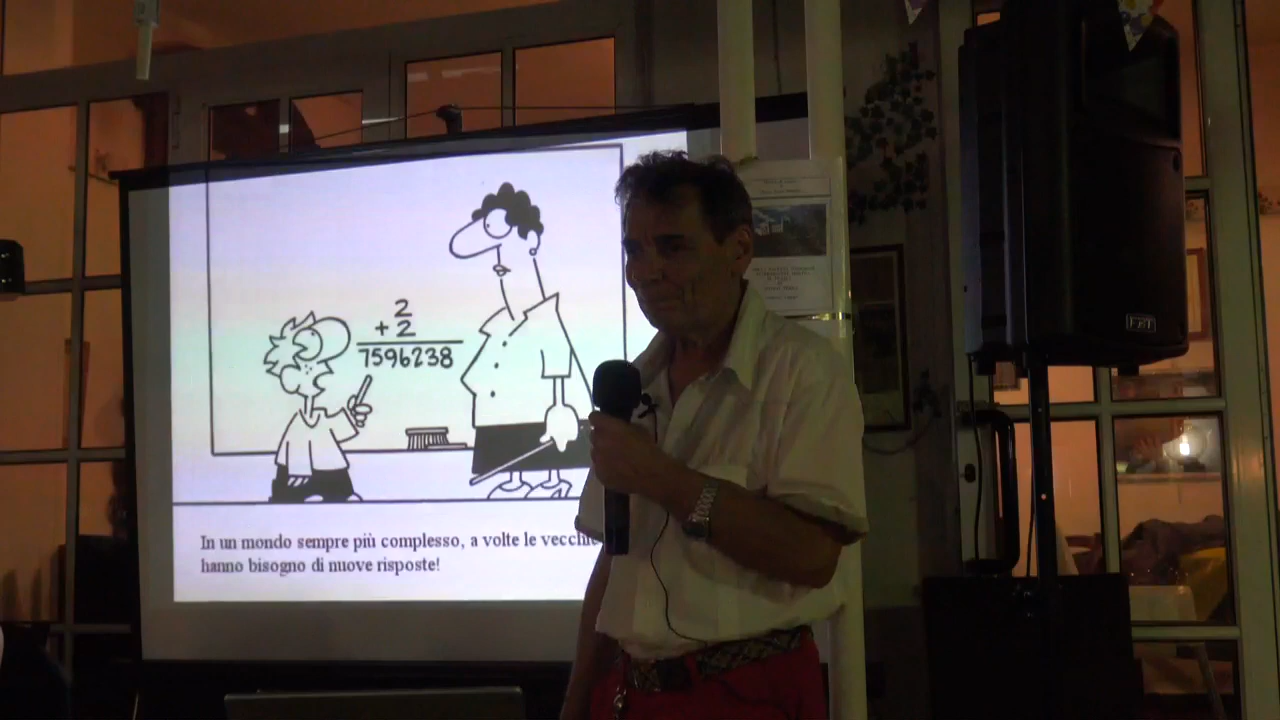 2
+ 2
7596238
In un mondo sempre più complesso, a volte le vecchie
hanno bisogno di nuove risposte!